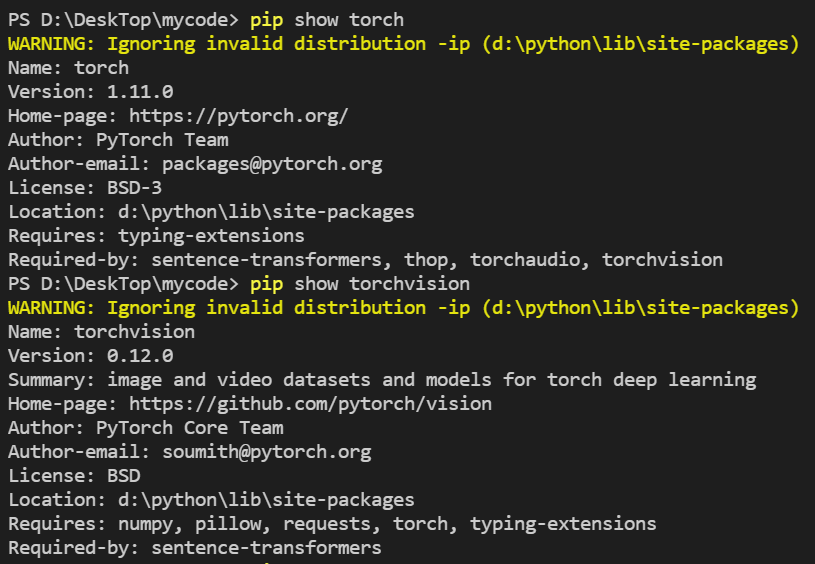 PS D:\DeskTop\mycode> pip show torch
WARNING: Ignoring invalid distribution -ip (d:\python\lib\site-packages)
Name: torch
Version: 1.11.0
Home-page: https://pytorch.org/
Author: PyTorch Team
Author-email: packages@pytorch.org
License: BSD-3
Location: d:\python\lib\site-packages
Requires: typing-extensions
Required-by: sentence-transformers, thop, torchaudio, torchvision
PS D:\DeskTop\mycode> pip show torchvision
WARNING: Ignoring invalid distribution -ip (d:\python\lib\site-packages)
Name: torchvision
Version: 0.12.0
Summary: image and video datasets and models for torch deep learning
Home-page: https://github.com/pytorch/vision
Author: PyTorch Core Team
Author-email: soumith@pytorch.org
License: BSD
Location: d:\python\lib\site-packages
Requires: numpy, pillow, requests, torch, typing-extensions
Required-by: sentence-transformers